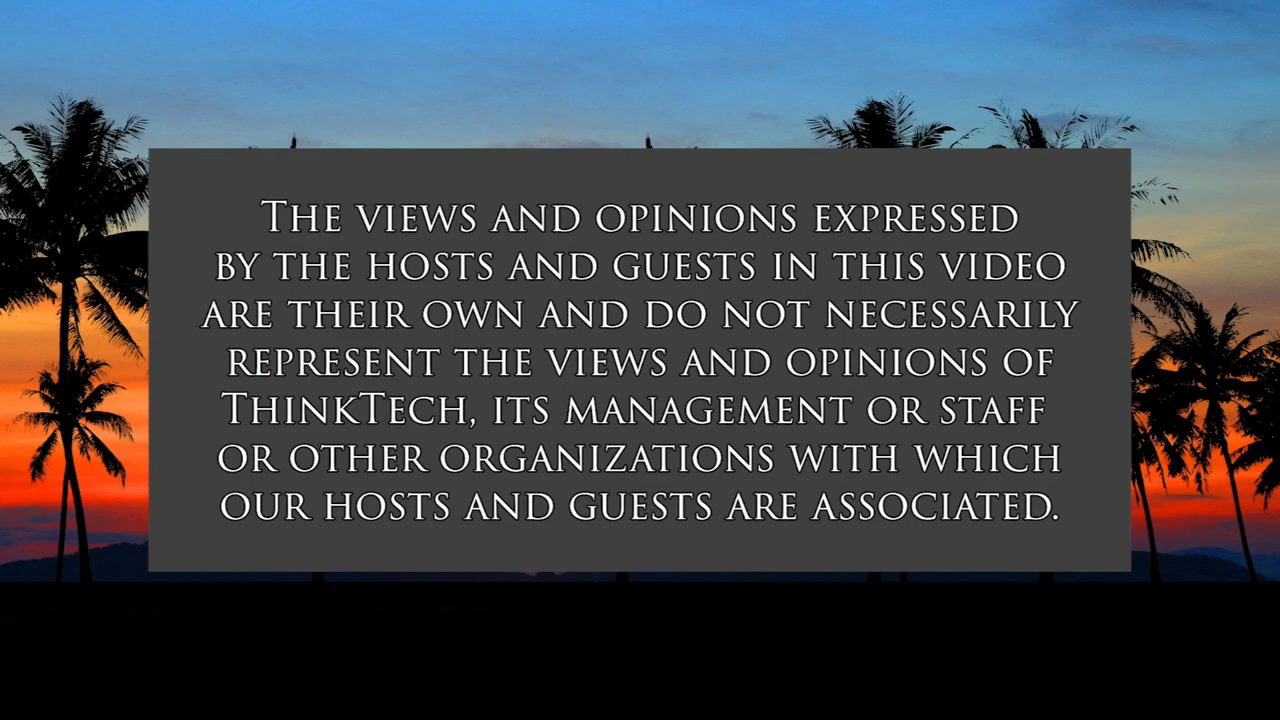 The views and opinions expressed
by the hosts and guests in this video
are their own and do not necessarily
represent the views and opinions of
ThinkTech, its management or staff
or other organizations with which
our hosts and guests are associated.